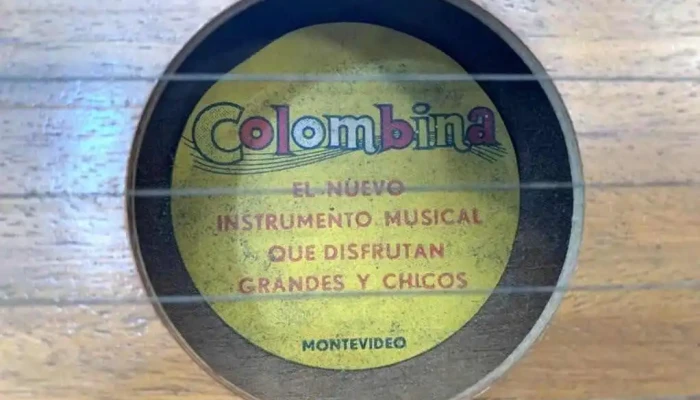 Colombina
EL NUEVO
INSTRUMENTO MUSICAL
QUE DISFRUTAN
GRANDES Y CHICOS
MONTEVIDEO